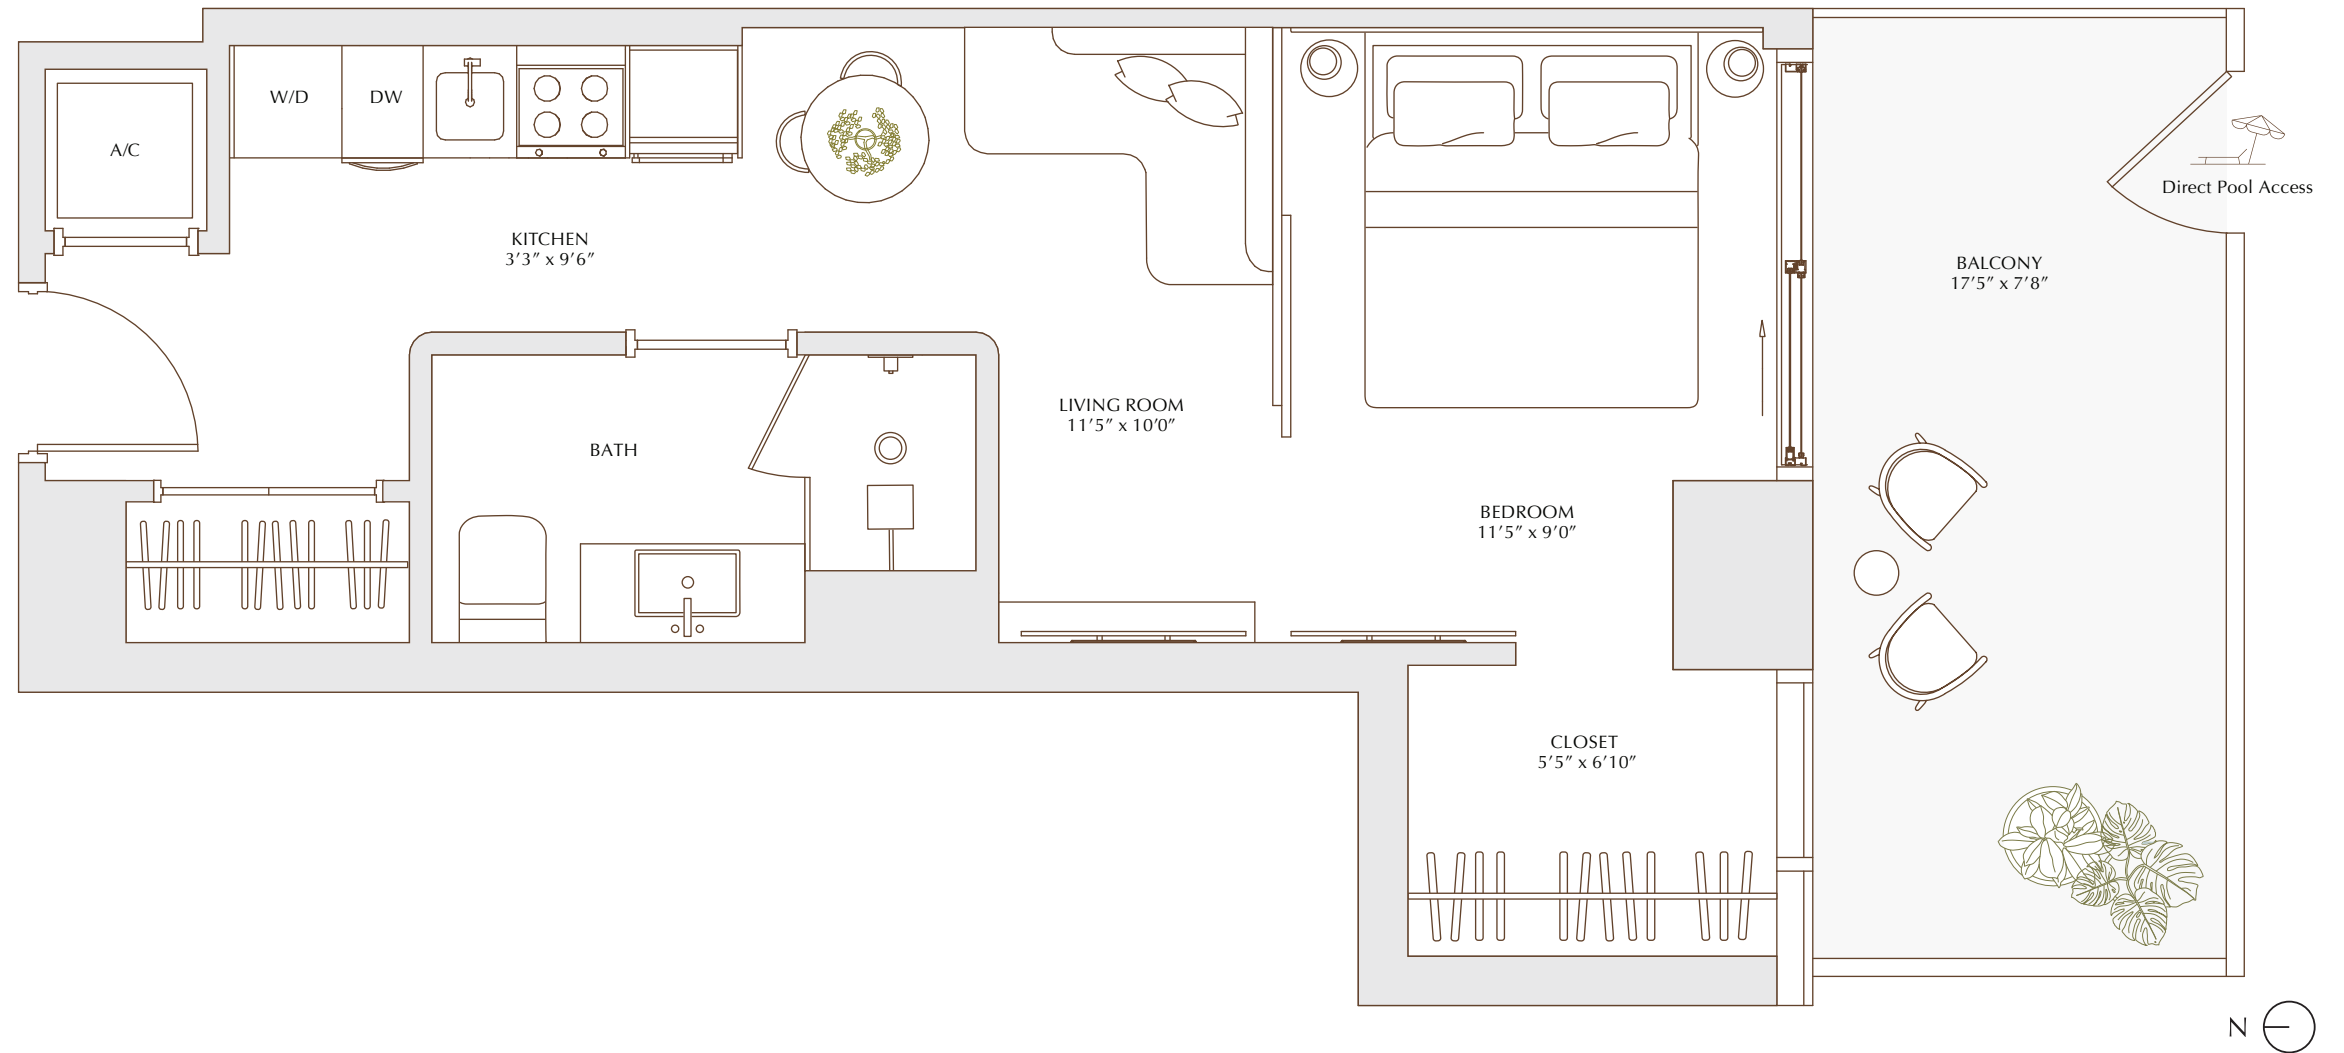 W/D
DW
A/C
KITCHEN
3’3” x 9’6”
BATH
LIVING ROOM
11’5” x 10’0”
BEDROOM
11’5” x 9’0”
CLOSET
5’5” x 6’10”
BALCONY
17’5” x 7’8”
Direct Pool Access
N